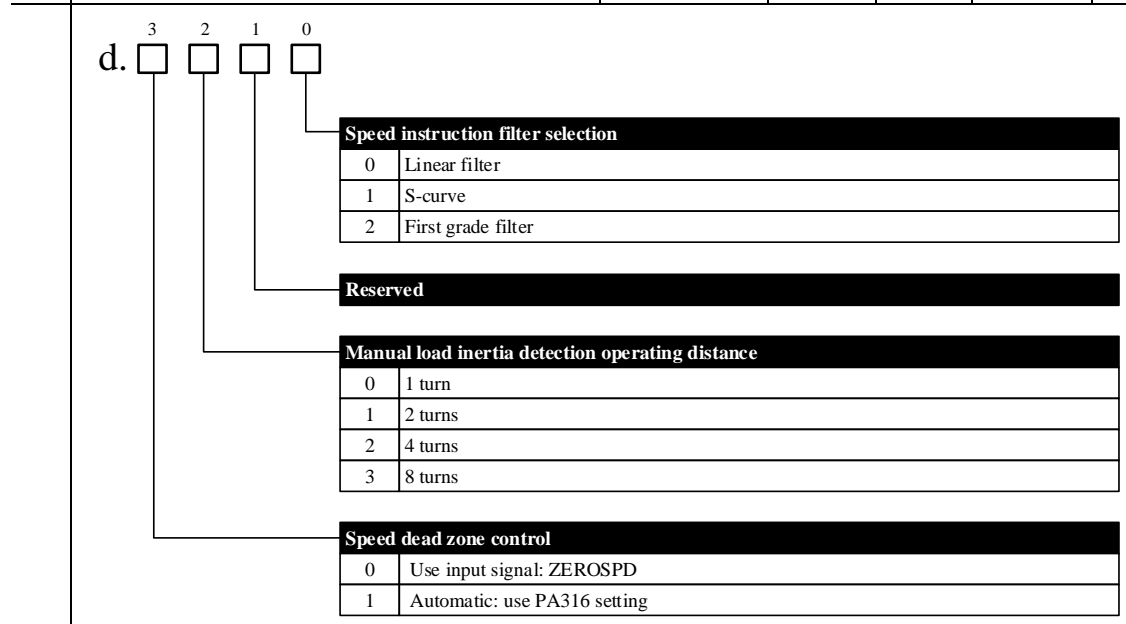 3 2 1 0
d.
Speed instruction filter selection
0 Linear filter
1 S-curve
2 First grade filter
Reserved
Manual load inertia detection operating distance
0 1 turn
1 2 turns
2 4 turns
3 8 turns
Speed dead zone control
0 Use input signal: ZEROSPD
1 Automatic: use PA316 setting